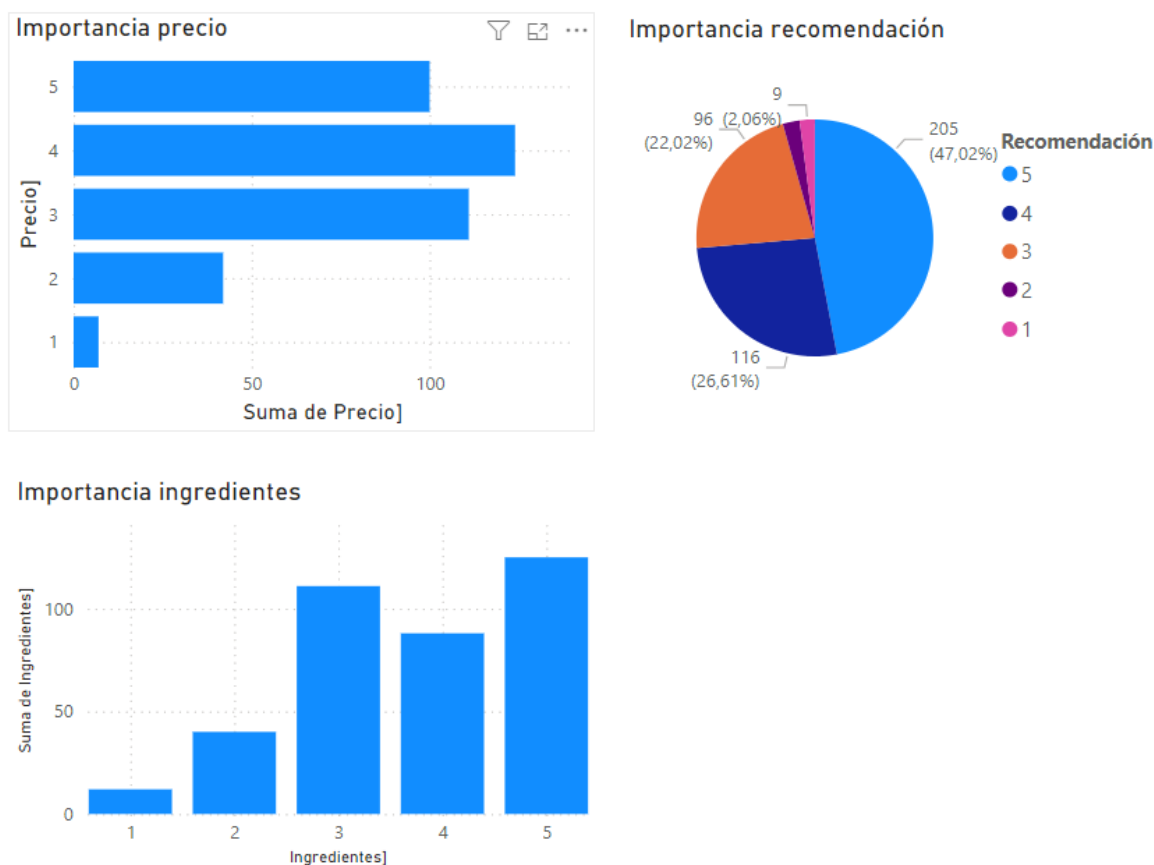 Importancia precio
5
4
3
2
1
Precio]
0 50 100
Suma de Precio]
Importancia recomendación
9
(2,06%)
96
(22,02%)
205
(47,02%)
116
(26,61%)
Recomendación
5
4
3
2
1
Importancia ingredientes
Suma de Ingredientes]
100
50
0
1 2 3 4 5
Ingredientes]